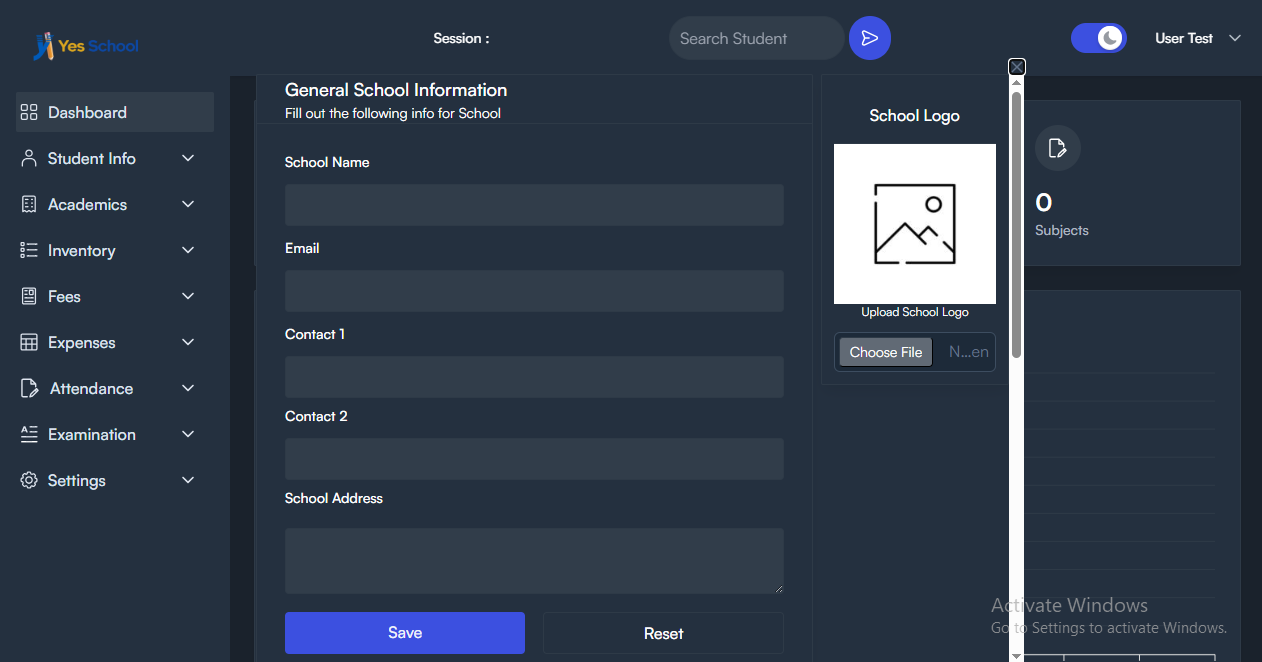 Yes School
Session :
Search Student
User Test
Dashboard
Student Info
Academics
Inventory
Fees
Expenses
Attendance
Examination
Settings
General School Information
Fill out the following info for School
School Name
Email
Contact 1
Contact 2
School Address
Save
Reset
School Logo
Upload School Logo
Choose File
N...en
0
Subjects
Activate Windows
Go to Settings to activate Windows.